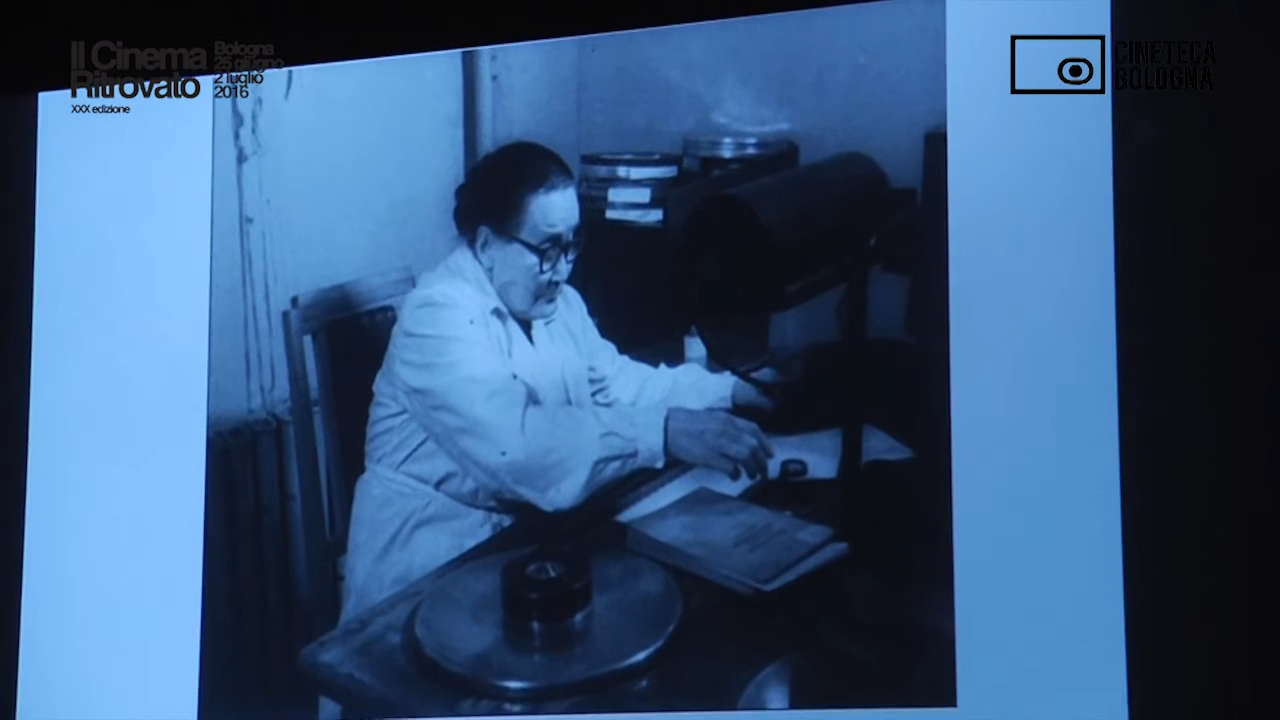 Il Cinema
Ritrovato
XXX edizione
Bologna
25 giugno
2 luglio
2016
CINETECA
BOLOGNA